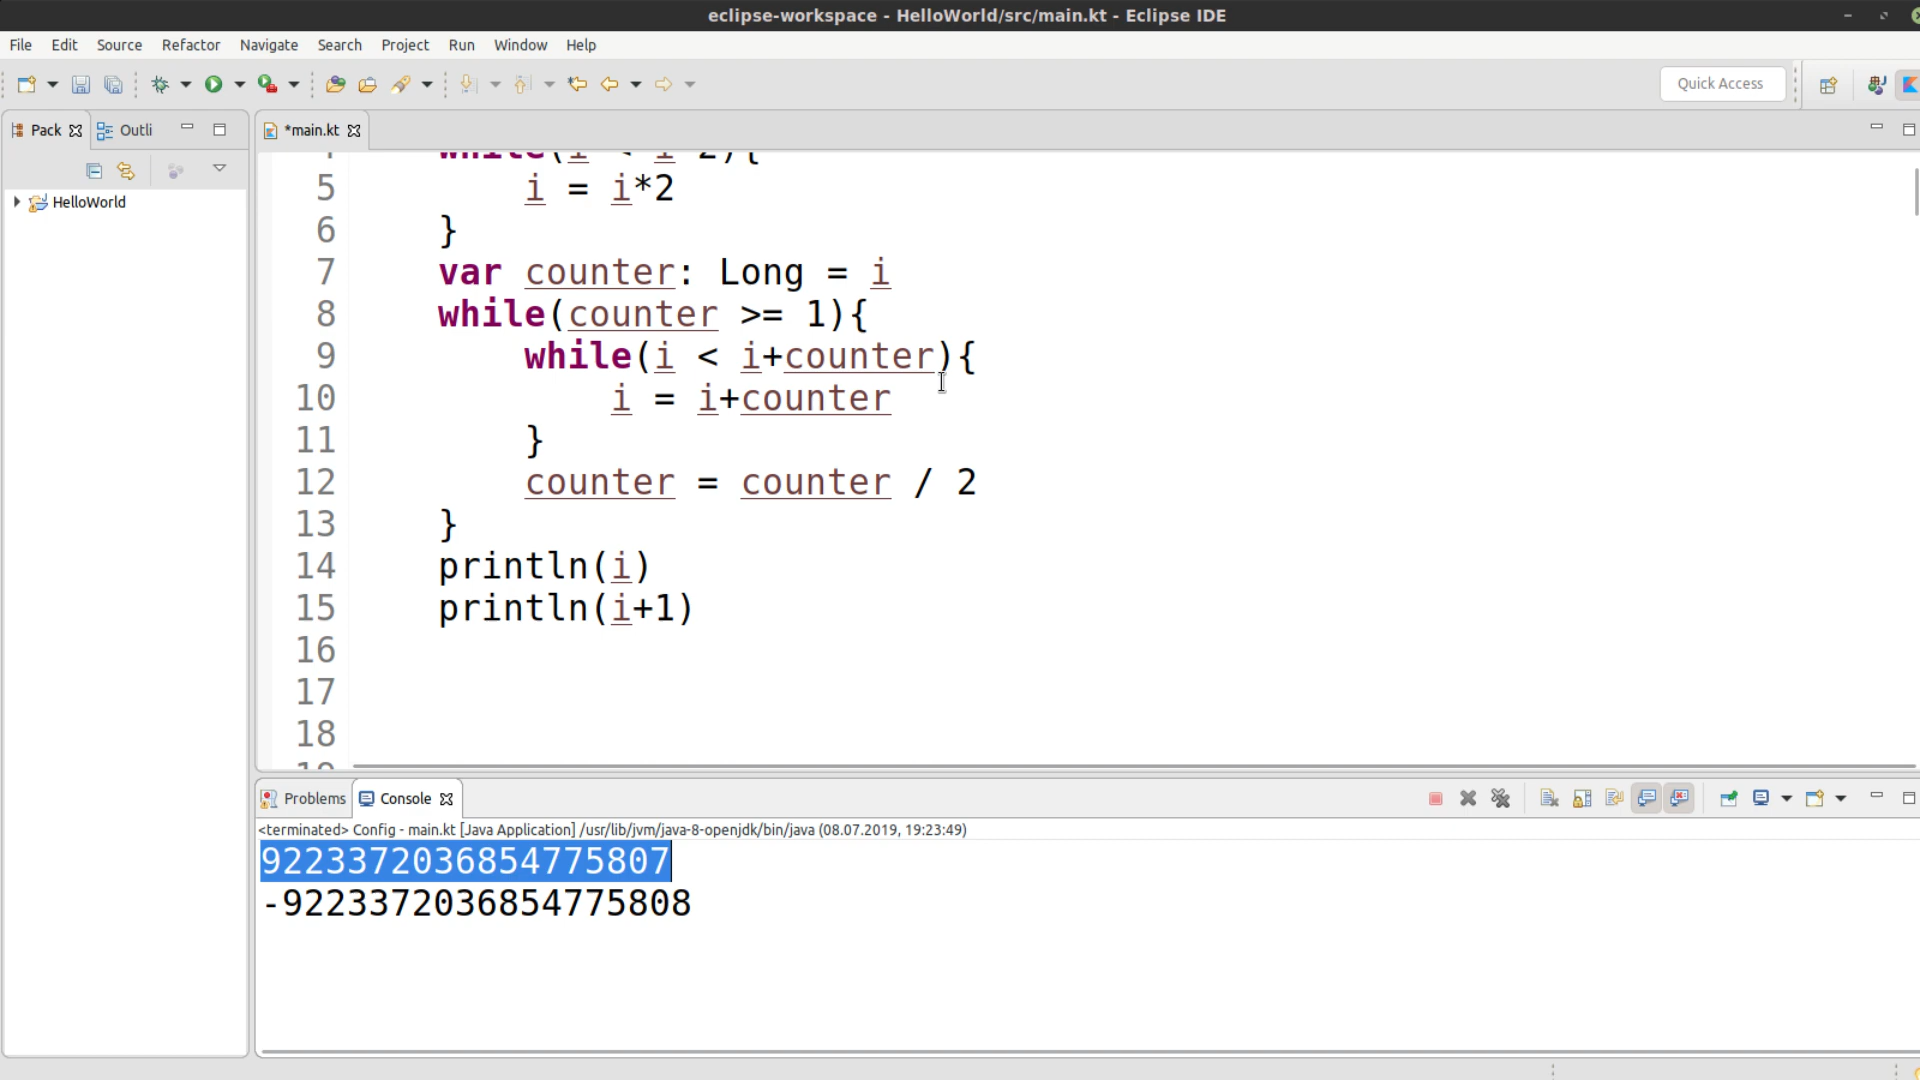 eclipse-workspace - HelloWorld/src/main.kt - Eclipse IDE
File Edit Source Refactor Navigate Search Project Run Window Help
Quick Access
Pack Outli
*main.kt
HelloWorld
5 i = i*2
6 }
7 var counter: Long = i
8 while(counter >= 1){
9 while(i < i+counter){
10 i = i+counter
11 }
12 counter = counter / 2
13 }
14 println(i)
15 println(i+1)
16
17
18
Problems Console
<terminated> Config - main.kt [Java Application] /usr/lib/jvm/java-8-openjdk/bin/java (08.07.2019, 19:23:49)
9223372036854775807
-9223372036854775808